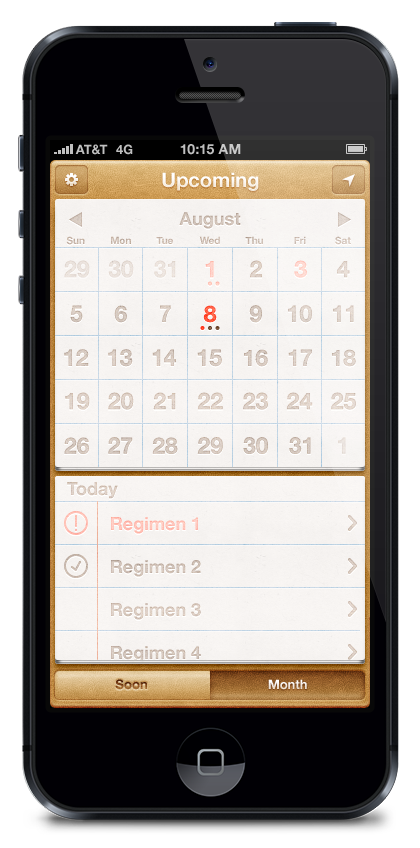 AT&T 4G 10:15 AM
Upcoming
August
Sun Mon Tue Wed Thu Fri Sat
29 30 31 1 2 3 4
5 6 7 8 9 10 11
12 13 14 15 16 17 18
19 20 21 22 23 24 25
26 27 28 29 30 31 1
Today
Regimen 1
Regimen 2
Regimen 3
Regimen 4
Soon Month